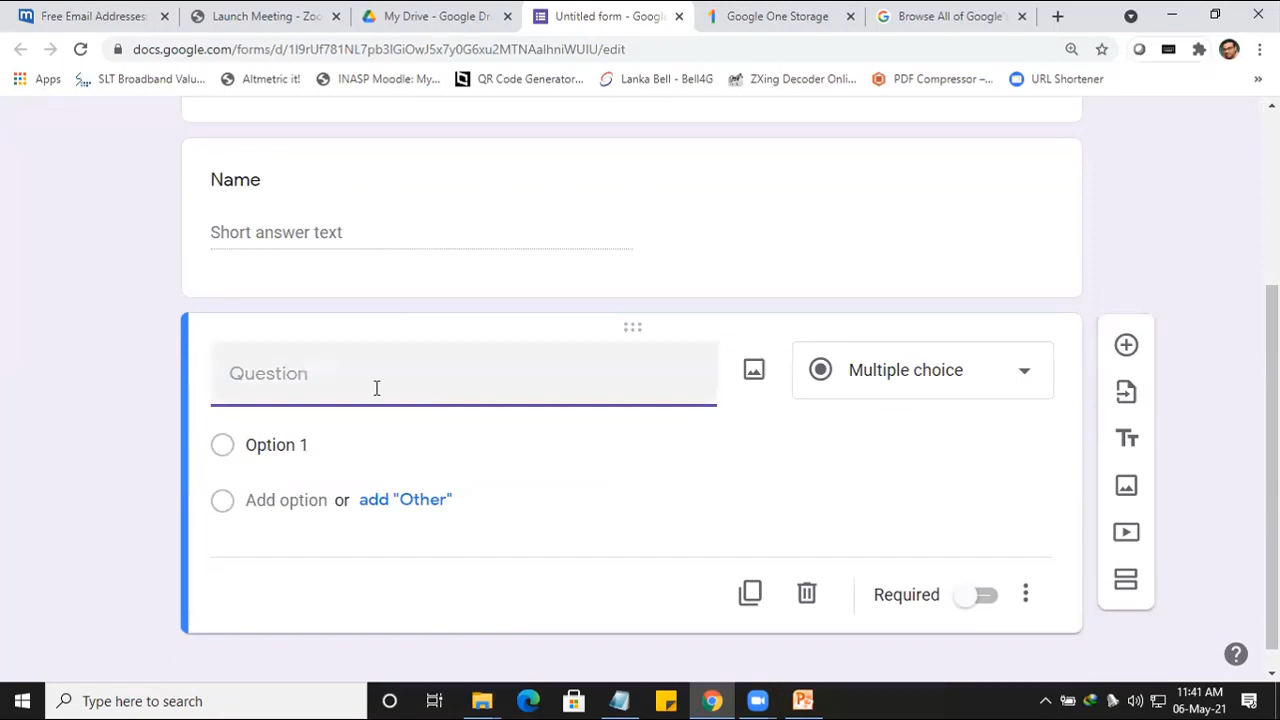 Free Email Addresses:
Launch Meeting - Zoo
My Drive - Google Dr
Untitled form - Googl
Google One Storage
Browse All of Google'
docs.google.com/forms/d/1I9rUf781NL7pb3IGiOwJ5x7y0G6xu2MTNAaIhniWUIU/edit
Apps
SLT Broadband Valu...
Altmetric it!
INASP Moodle: My...
QR Code Generator...
Lanka Bell - Bell4G
ZXing Decoder Onli...
PDF Compressor –...
URL Shortener
Name
Short answer text
Question
Multiple choice
Option 1
Add option or add "Other"
Required
Type here to search
11:41 AM
06-May-21